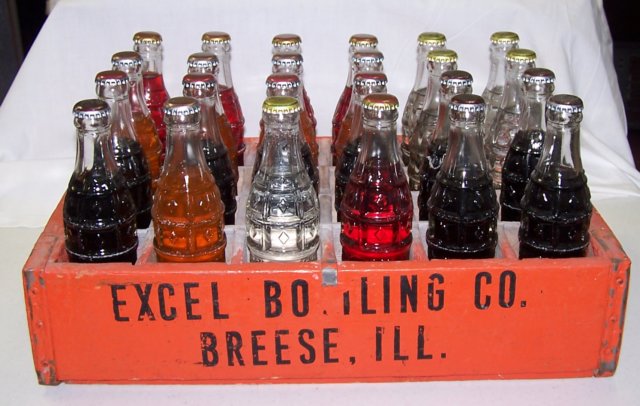 EXCEL BOTTLING CO.
BREESE, ILL.